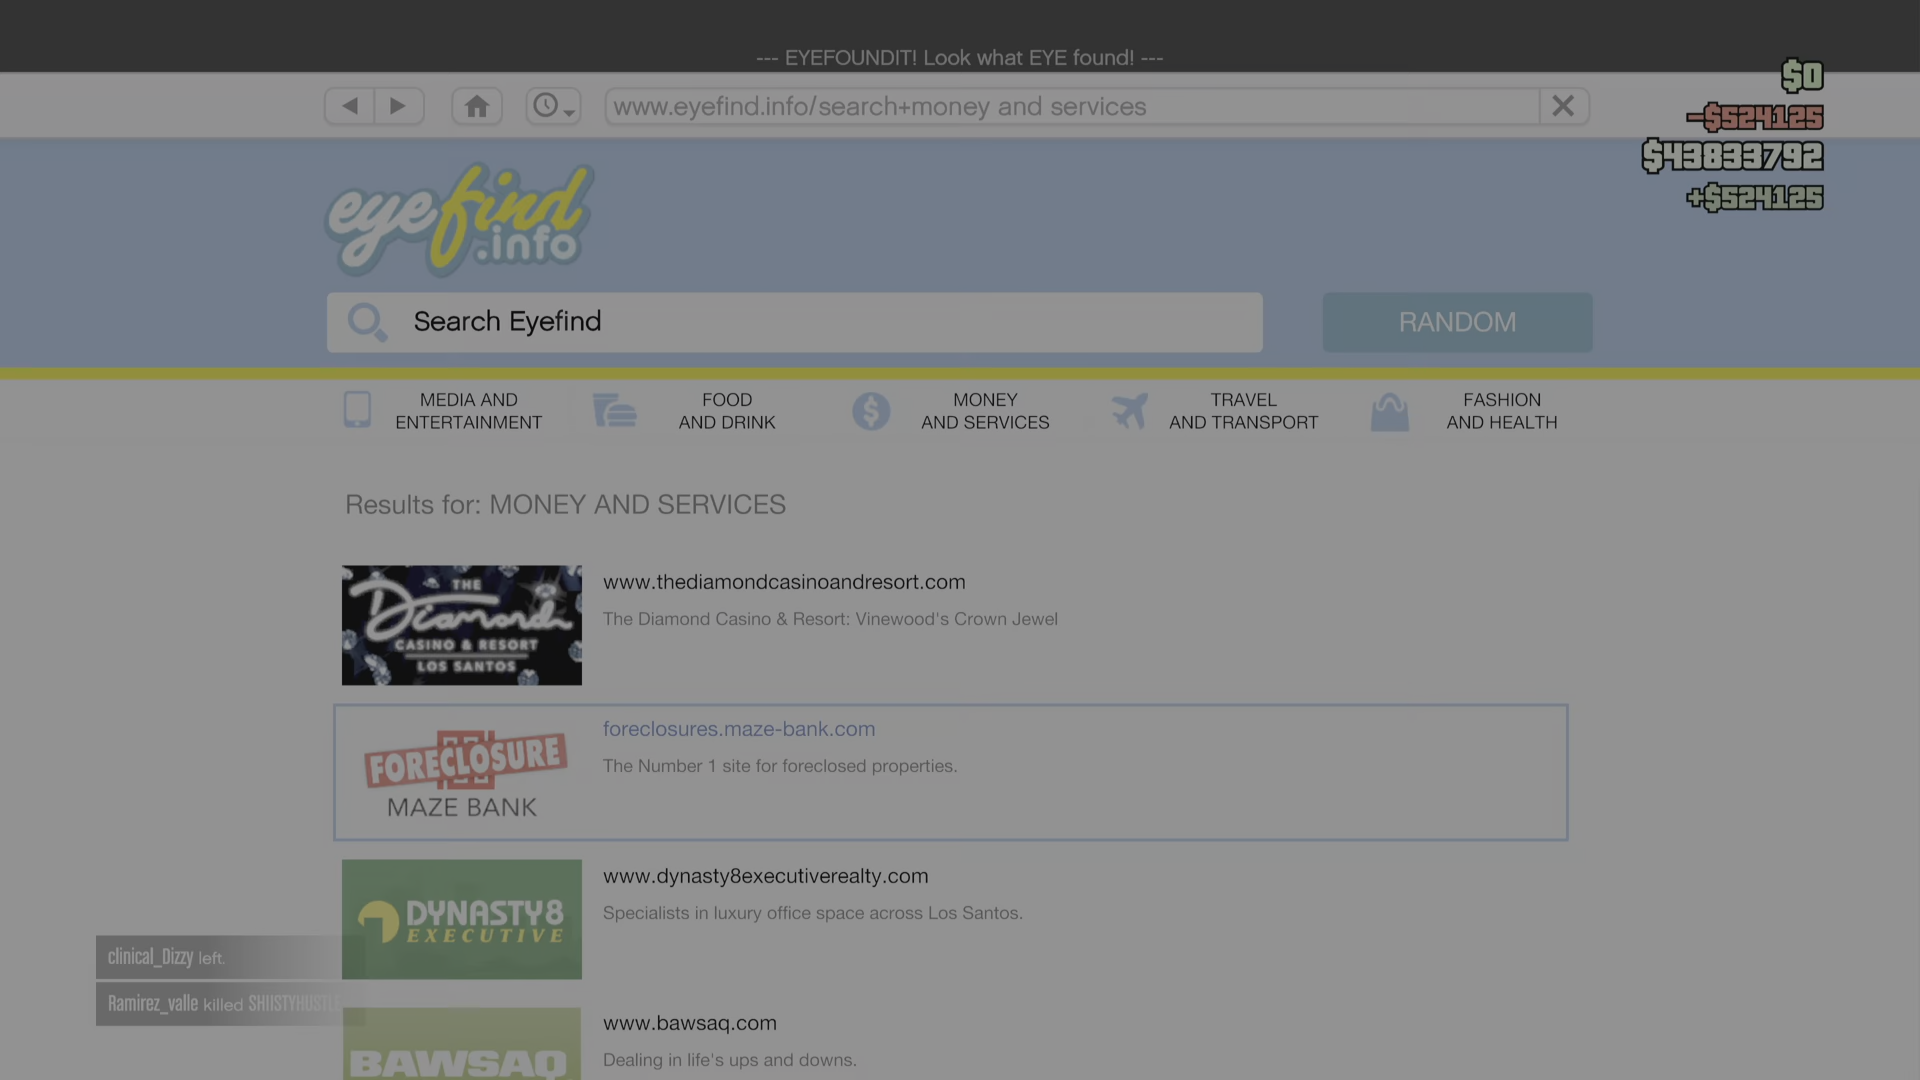 --- EYEFOUNDIT! Look what EYE found! ---
$0
www.eyefind.info/search+money and services
-$524125
$43833792
+$524125
eyefind
.info
Search Eyefind
RANDOM
MEDIA AND
ENTERTAINMENT
FOOD
AND DRINK
MONEY
AND SERVICES
TRAVEL
AND TRANSPORT
FASHION
AND HEALTH
Results for: MONEY AND SERVICES
THE
Diamond
CASINO & RESORT
LOS SANTOS
www.thediamondcasinoandresort.com
The Diamond Casino & Resort: Vinewood's Crown Jewel
FORECLOSURE
MAZE BANK
foreclosures.maze-bank.com
The Number 1 site for foreclosed properties.
DYNASTY8
EXECUTIVE
www.dynasty8executiverealty.com
Specialists in luxury office space across Los Santos.
clinical_Dizzy left.
Ramirez_valle killed SHIISTYHUSTLE
BAWSAQ
www.bawsaq.com
Dealing in life's ups and downs.